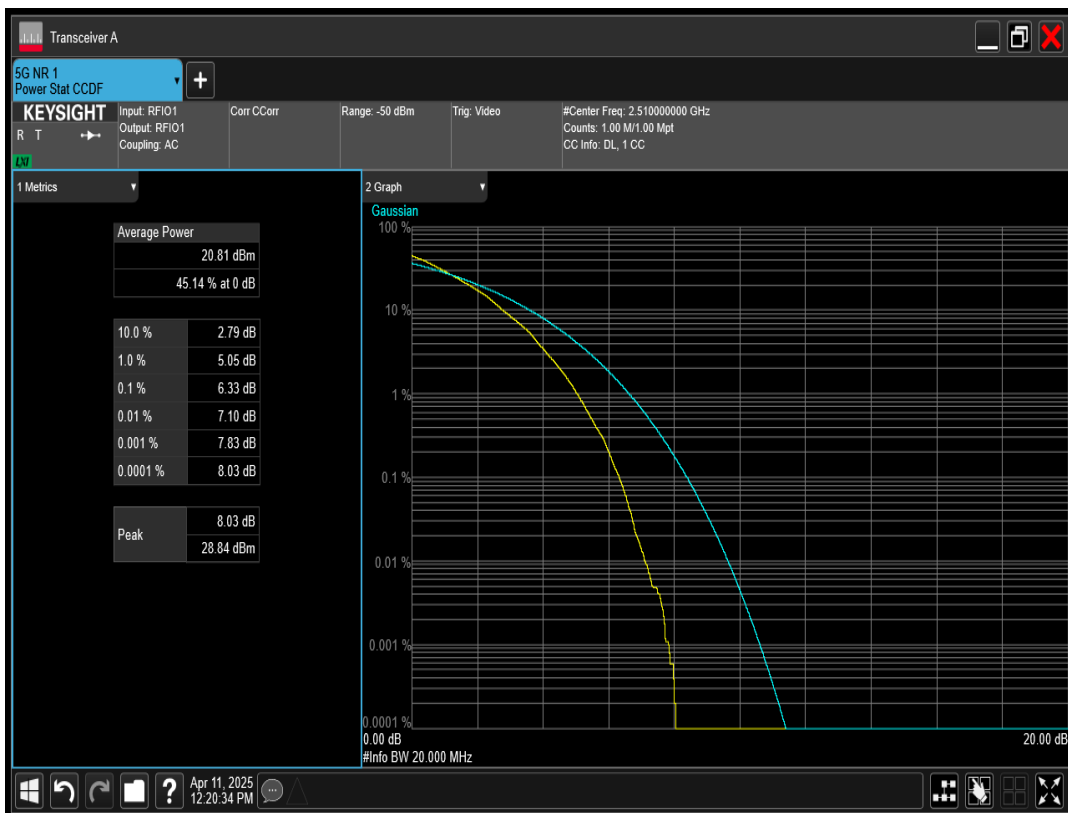 Transceiver A
5G NR 1
Power Stat CCDF
+
KEYSIGHT
R T
LXI
Input: RFIO1
Output: RFIO1
Coupling: AC
Corr CCorr
Range: -50 dBm
Trig: Video
#Center Freq: 2.510000000 GHz
Counts: 1.00 M/1.00 Mpt
CC Info: DL, 1 CC
1 Metrics
Average Power
20.81 dBm
45.14 % at 0 dB
10.0 % 2.79 dB
1.0 % 5.05 dB
0.1 % 6.33 dB
0.01 % 7.10 dB
0.001 % 7.83 dB
0.0001 % 8.03 dB
Peak
8.03 dB
28.84 dBm
2 Graph
Gaussian
100 %
10 %
1 %
0.1 %
0.01 %
0.001 %
0.0001 %
0.00 dB 20.00 dB
#Info BW 20.000 MHz
?
Apr 11, 2025
12:20:34 PM